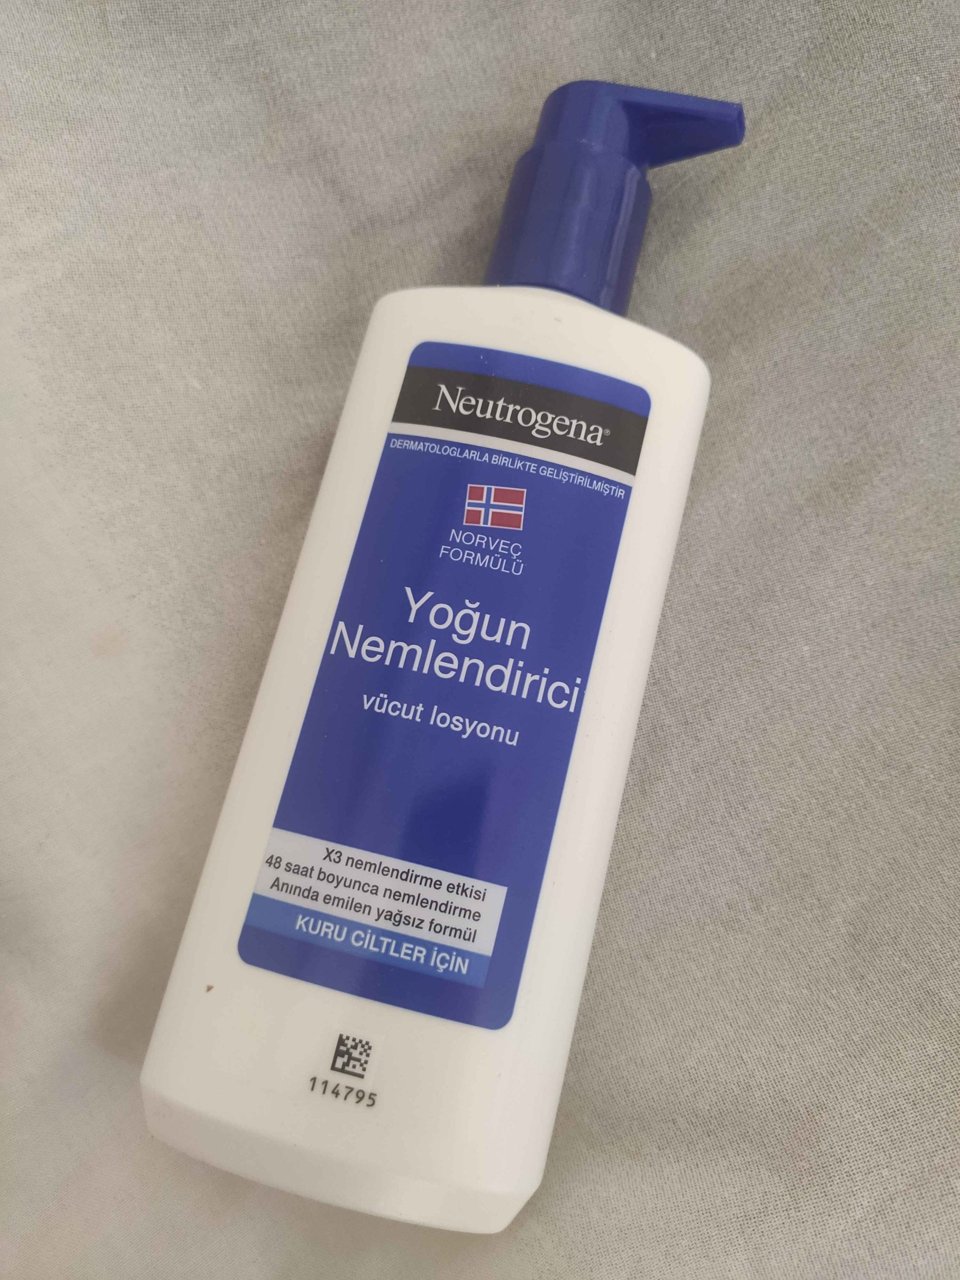 Neutrogena®
DERMATOLOGLARLA BİRLİKTE GELİŞTİRİLMİŞTİR
NORVEÇ
FORMÜLÜ
Yoğun
Nemlendirici
vücut losyonu
X3 nemlendirme etkisi
48 saat boyunca nemlendirme
Anında emilen yağsız formül
KURU CİLTLER İÇİN
114795